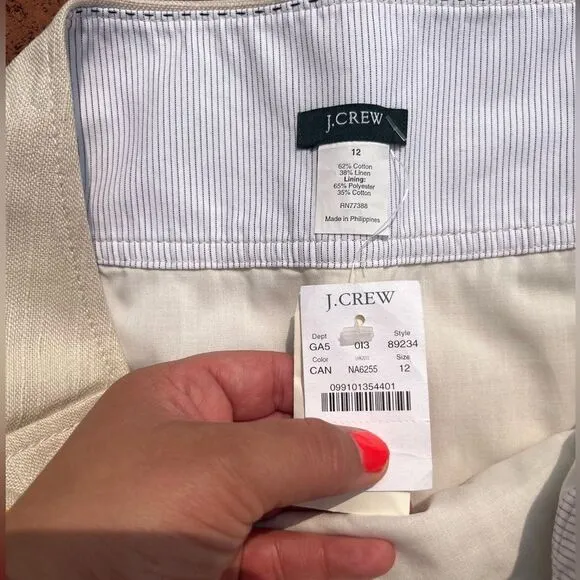 J.CREW
12
62% Cotton
38% Linen
Lining:
65% Polyester
35% Cotton
RN77388
Made in Philippines
J.CREW
Dept Style
GA5 013 89234
Color Size
CAN NA6255 12
099101354401